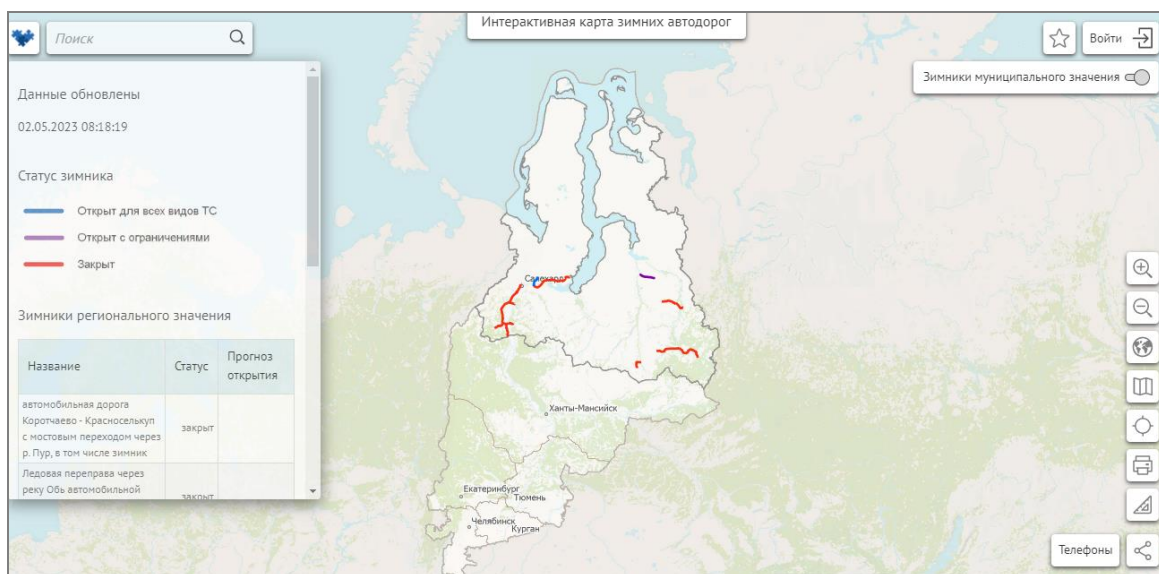 Интерактивная карта зимних автодорог
Поиск
Войти
Зимники муниципального значения
Данные обновлены
02.05.2023 08:18:19
Статус зимника
Открыт для всех видов ТС
Открыт с ограничениями
Закрыт
Зимники регионального значения
Название
Статус
Прогноз
открытия
автомобильная дорога
Коротчаево - Красноселькуп
с мостовым переходом через
р. Пур, в том числе зимник
закрыт
Ледовая переправа через
реку Обь автомобильной
закрыт
Салехард
Ханты-Мансийск
Екатеринбург
Тюмень
Челябинск
Курган
Телефоны